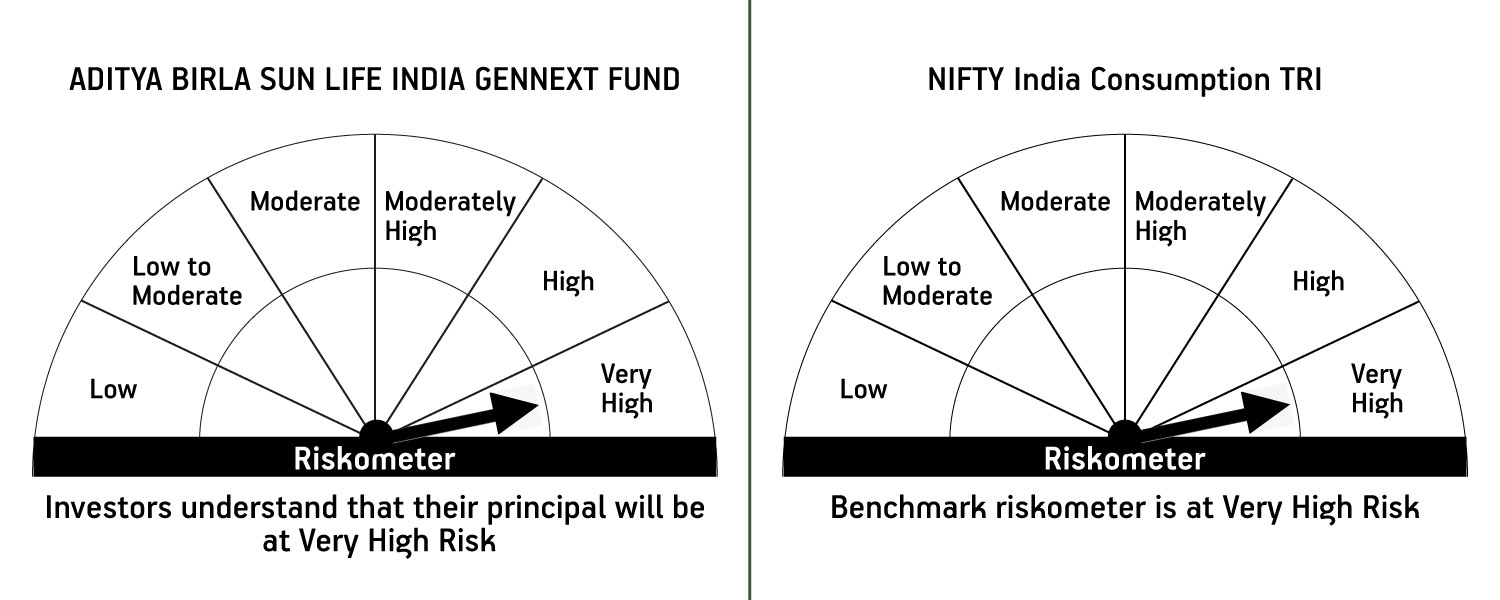 ADITYA BIRLA SUN LIFE INDIA GENNEXT FUND
Moderate
Moderately
High
Low to
Moderate
High
Low
Very
High
Riskometer
Investors understand that their principal will be
at Very High Risk
NIFTY India Consumption TRI
Moderate
Moderately
High
Low to
Moderate
High
Low
Very
High
Riskometer
Benchmark riskometer is at Very High Risk